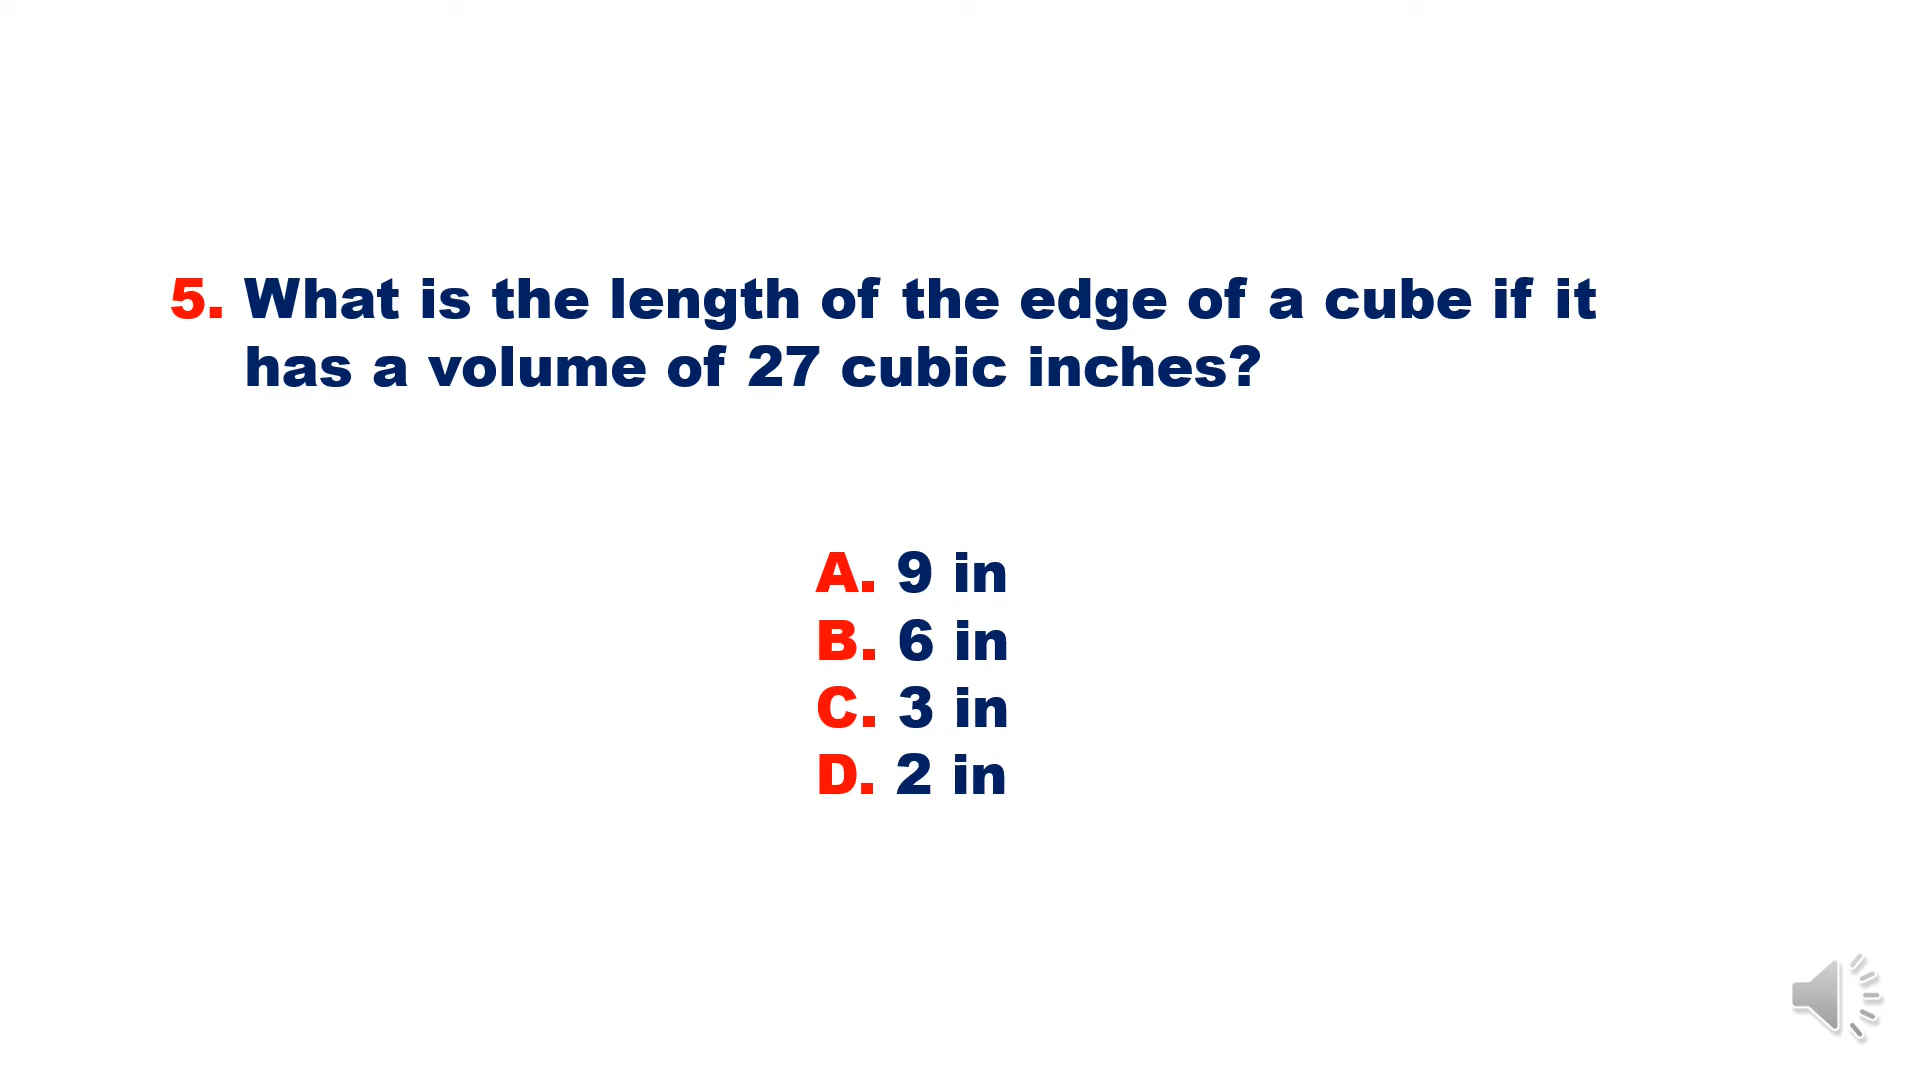 5. What is the length of the edge of a cube if it
has a volume of 27 cubic inches?
A. 9 in
B. 6 in
C. 3 in
D. 2 in